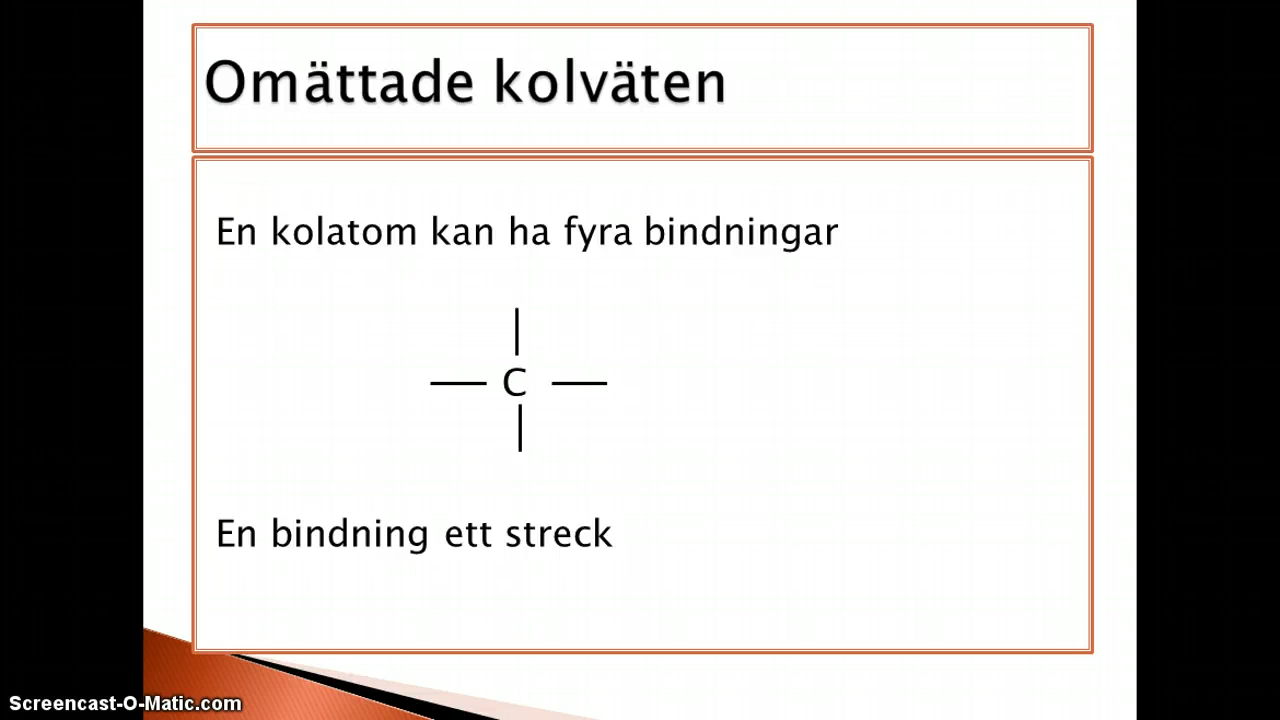 Omättade kolväten
En kolatom kan ha fyra bindningar
C
En bindning ett streck
Screencast-O-Matic.com